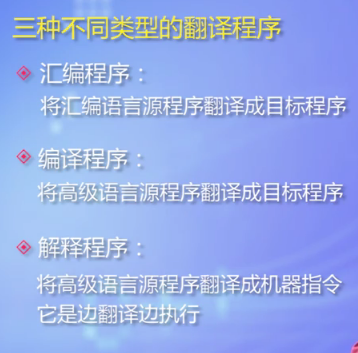 三种不同类型的翻译程序
汇编程序：
将汇编语言源程序翻译成目标程序
编译程序：
将高级语言源程序翻译成目标程序
解释程序：
将高级语言源程序翻译成机器指令
它是边翻译边执行